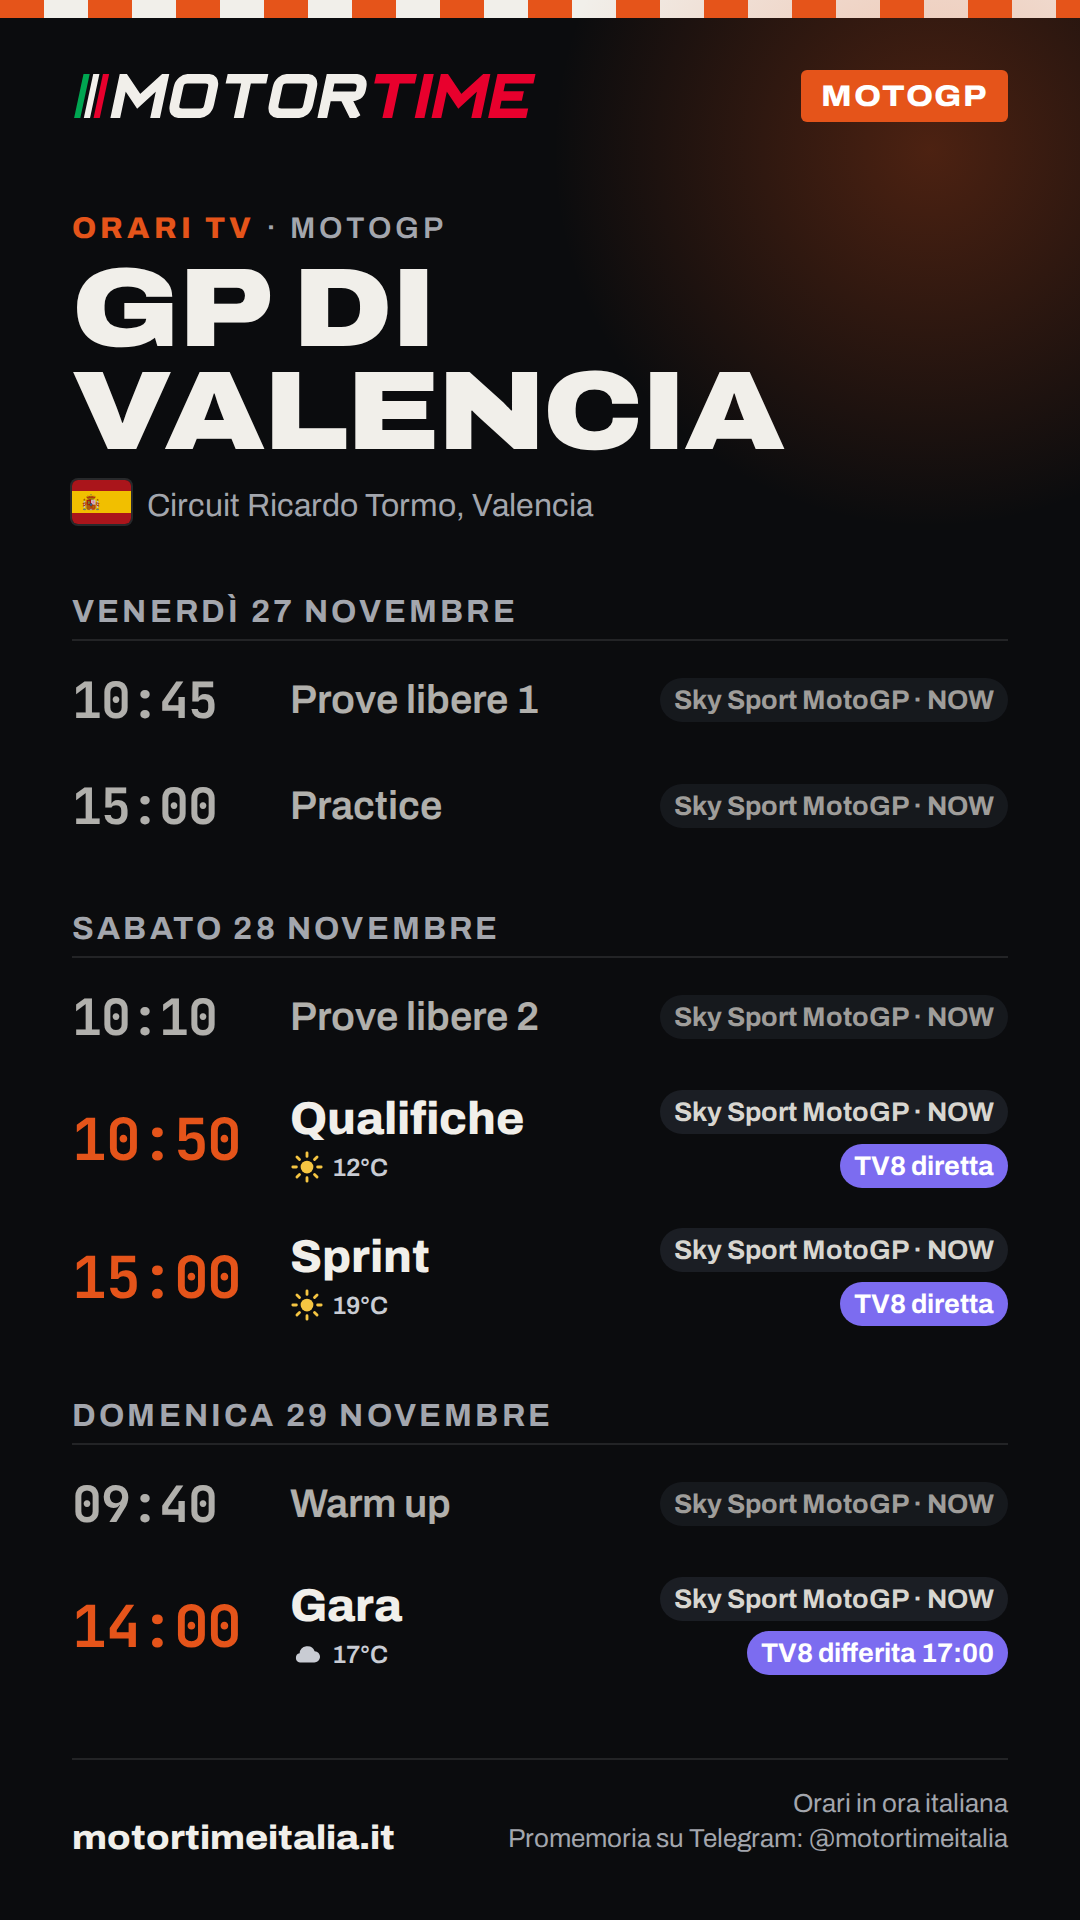 MOTORTIME
MOTOGP
ORARI TV · MOTOGP
GP DI
VALENCIA
Circuit Ricardo Tormo, Valencia
VENERDÌ 27 NOVEMBRE
10:45 Prove libere 1 Sky Sport MotoGP · NOW
15:00 Practice Sky Sport MotoGP · NOW
SABATO 28 NOVEMBRE
10:10 Prove libere 2 Sky Sport MotoGP · NOW
10:50 Qualifiche Sky Sport MotoGP · NOW
12°C TV8 diretta
15:00 Sprint Sky Sport MotoGP · NOW
19°C TV8 diretta
DOMENICA 29 NOVEMBRE
09:40 Warm up Sky Sport MotoGP · NOW
14:00 Gara Sky Sport MotoGP · NOW
17°C TV8 differita 17:00
Orari in ora italiana
motortimeitalia.it Promemoria su Telegram: @motortimeitalia